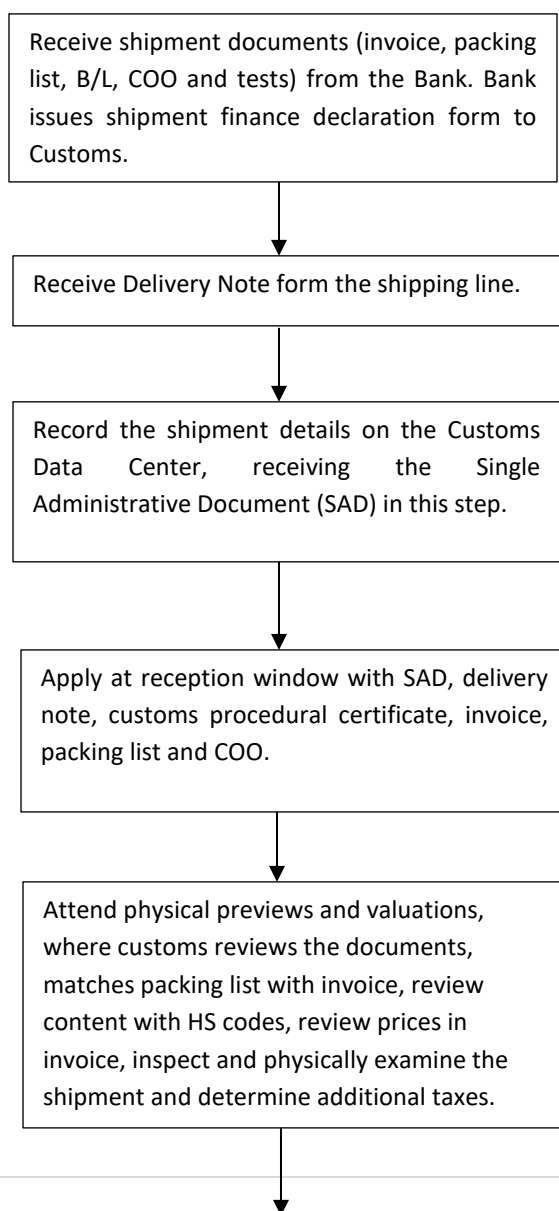 Receive shipment documents (invoice, packing
list, B/L, COO and tests) from the Bank. Bank
issues shipment finance declaration form to
Customs.
Receive Delivery Note form the shipping line.
Record the shipment details on the Customs
Data Center, receiving the Single
Administrative Document (SAD) in this step.
Apply at reception window with SAD, delivery
note, customs procedural certificate, invoice,
packing list and COO.
Attend physical previews and valuations,
where customs reviews the documents,
matches packing list with invoice, review
content with HS codes, review prices in
invoice, inspect and physically examine the
shipment and determine additional taxes.